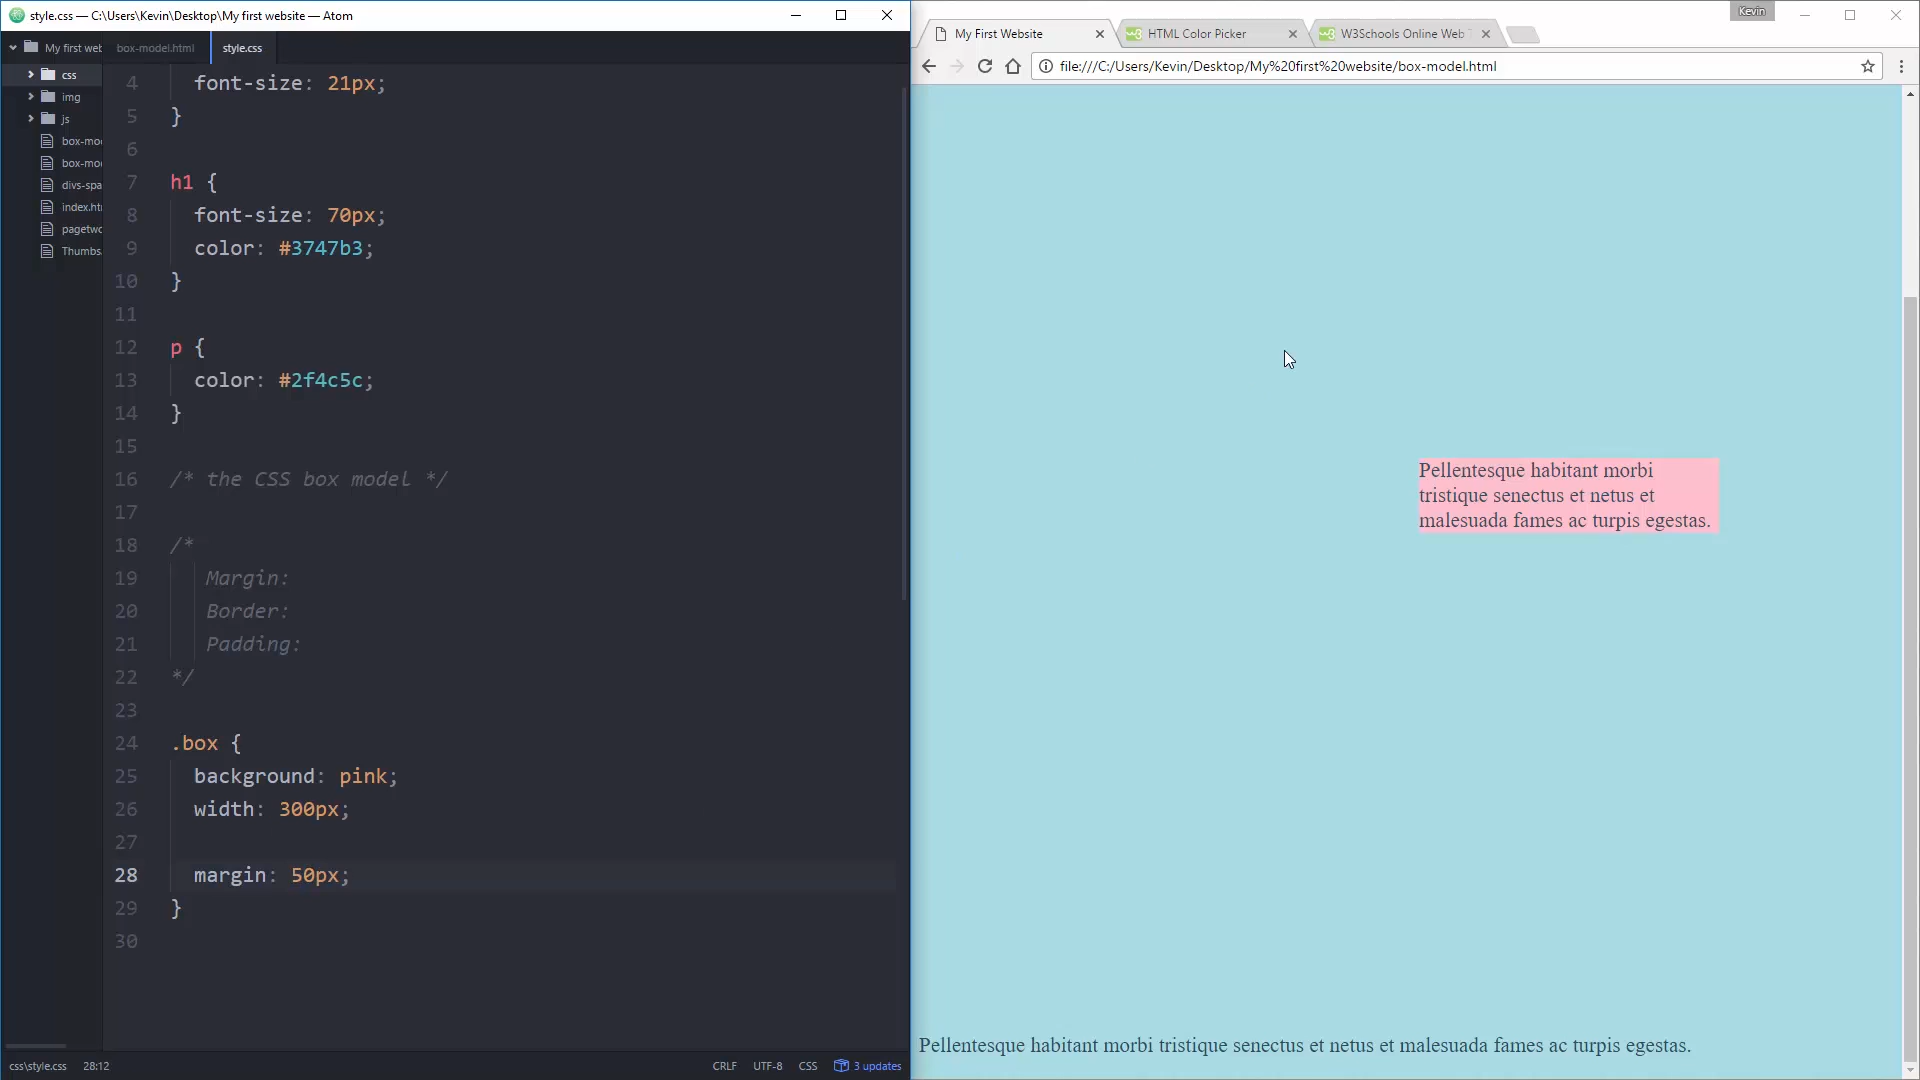 style.css — C:\Users\Kevin\Desktop\My first website — Atom
My first web
box-model.html
style.css
css
img
js
box-mo
box-mo
divs-spa
index.ht
pagetwo
Thumbs.
4 font-size: 21px;
5 }
6
7 h1 {
8 font-size: 70px;
9 color: #3747b3;
10 }
11
12 p {
13 color: #2f4c5c;
14 }
15
16 /* the CSS box model */
17
18 /*
19 Margin:
20 Border:
21 Padding:
22 */
23
24 .box {
25 background: pink;
26 width: 300px;
27
28 margin: 50px;
29 }
30
css\style.css 28:12
CRLF UTF-8 CSS 3 updates
Kevin
My First Website
HTML Color Picker
W3Schools Online Web
file:///C:/Users/Kevin/Desktop/My%20first%20website/box-model.html
Pellentesque habitant morbi
tristique senectus et netus et
malesuada fames ac turpis egestas.
Pellentesque habitant morbi tristique senectus et netus et malesuada fames ac turpis egestas.